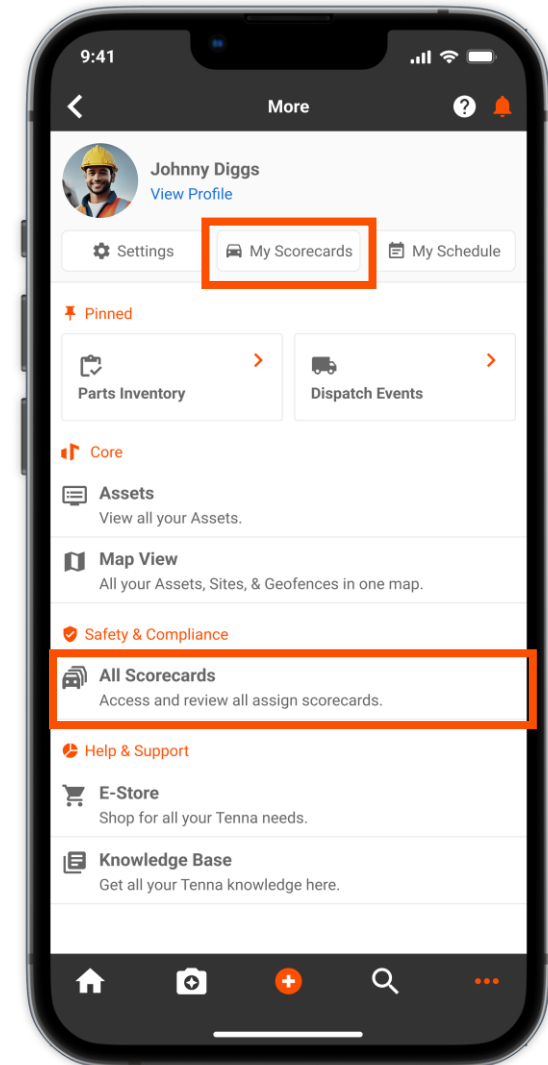 9:41
More
Johnny Diggs
View Profile
Settings
My Scorecards
My Schedule
Pinned
Parts Inventory
Dispatch Events
Core
Assets
View all your Assets.
Map View
All your Assets, Sites, & Geofences in one map.
Safety & Compliance
All Scorecards
Access and review all assign scorecards.
Help & Support
E-Store
Shop for all your Tenna needs.
Knowledge Base
Get all your Tenna knowledge here.